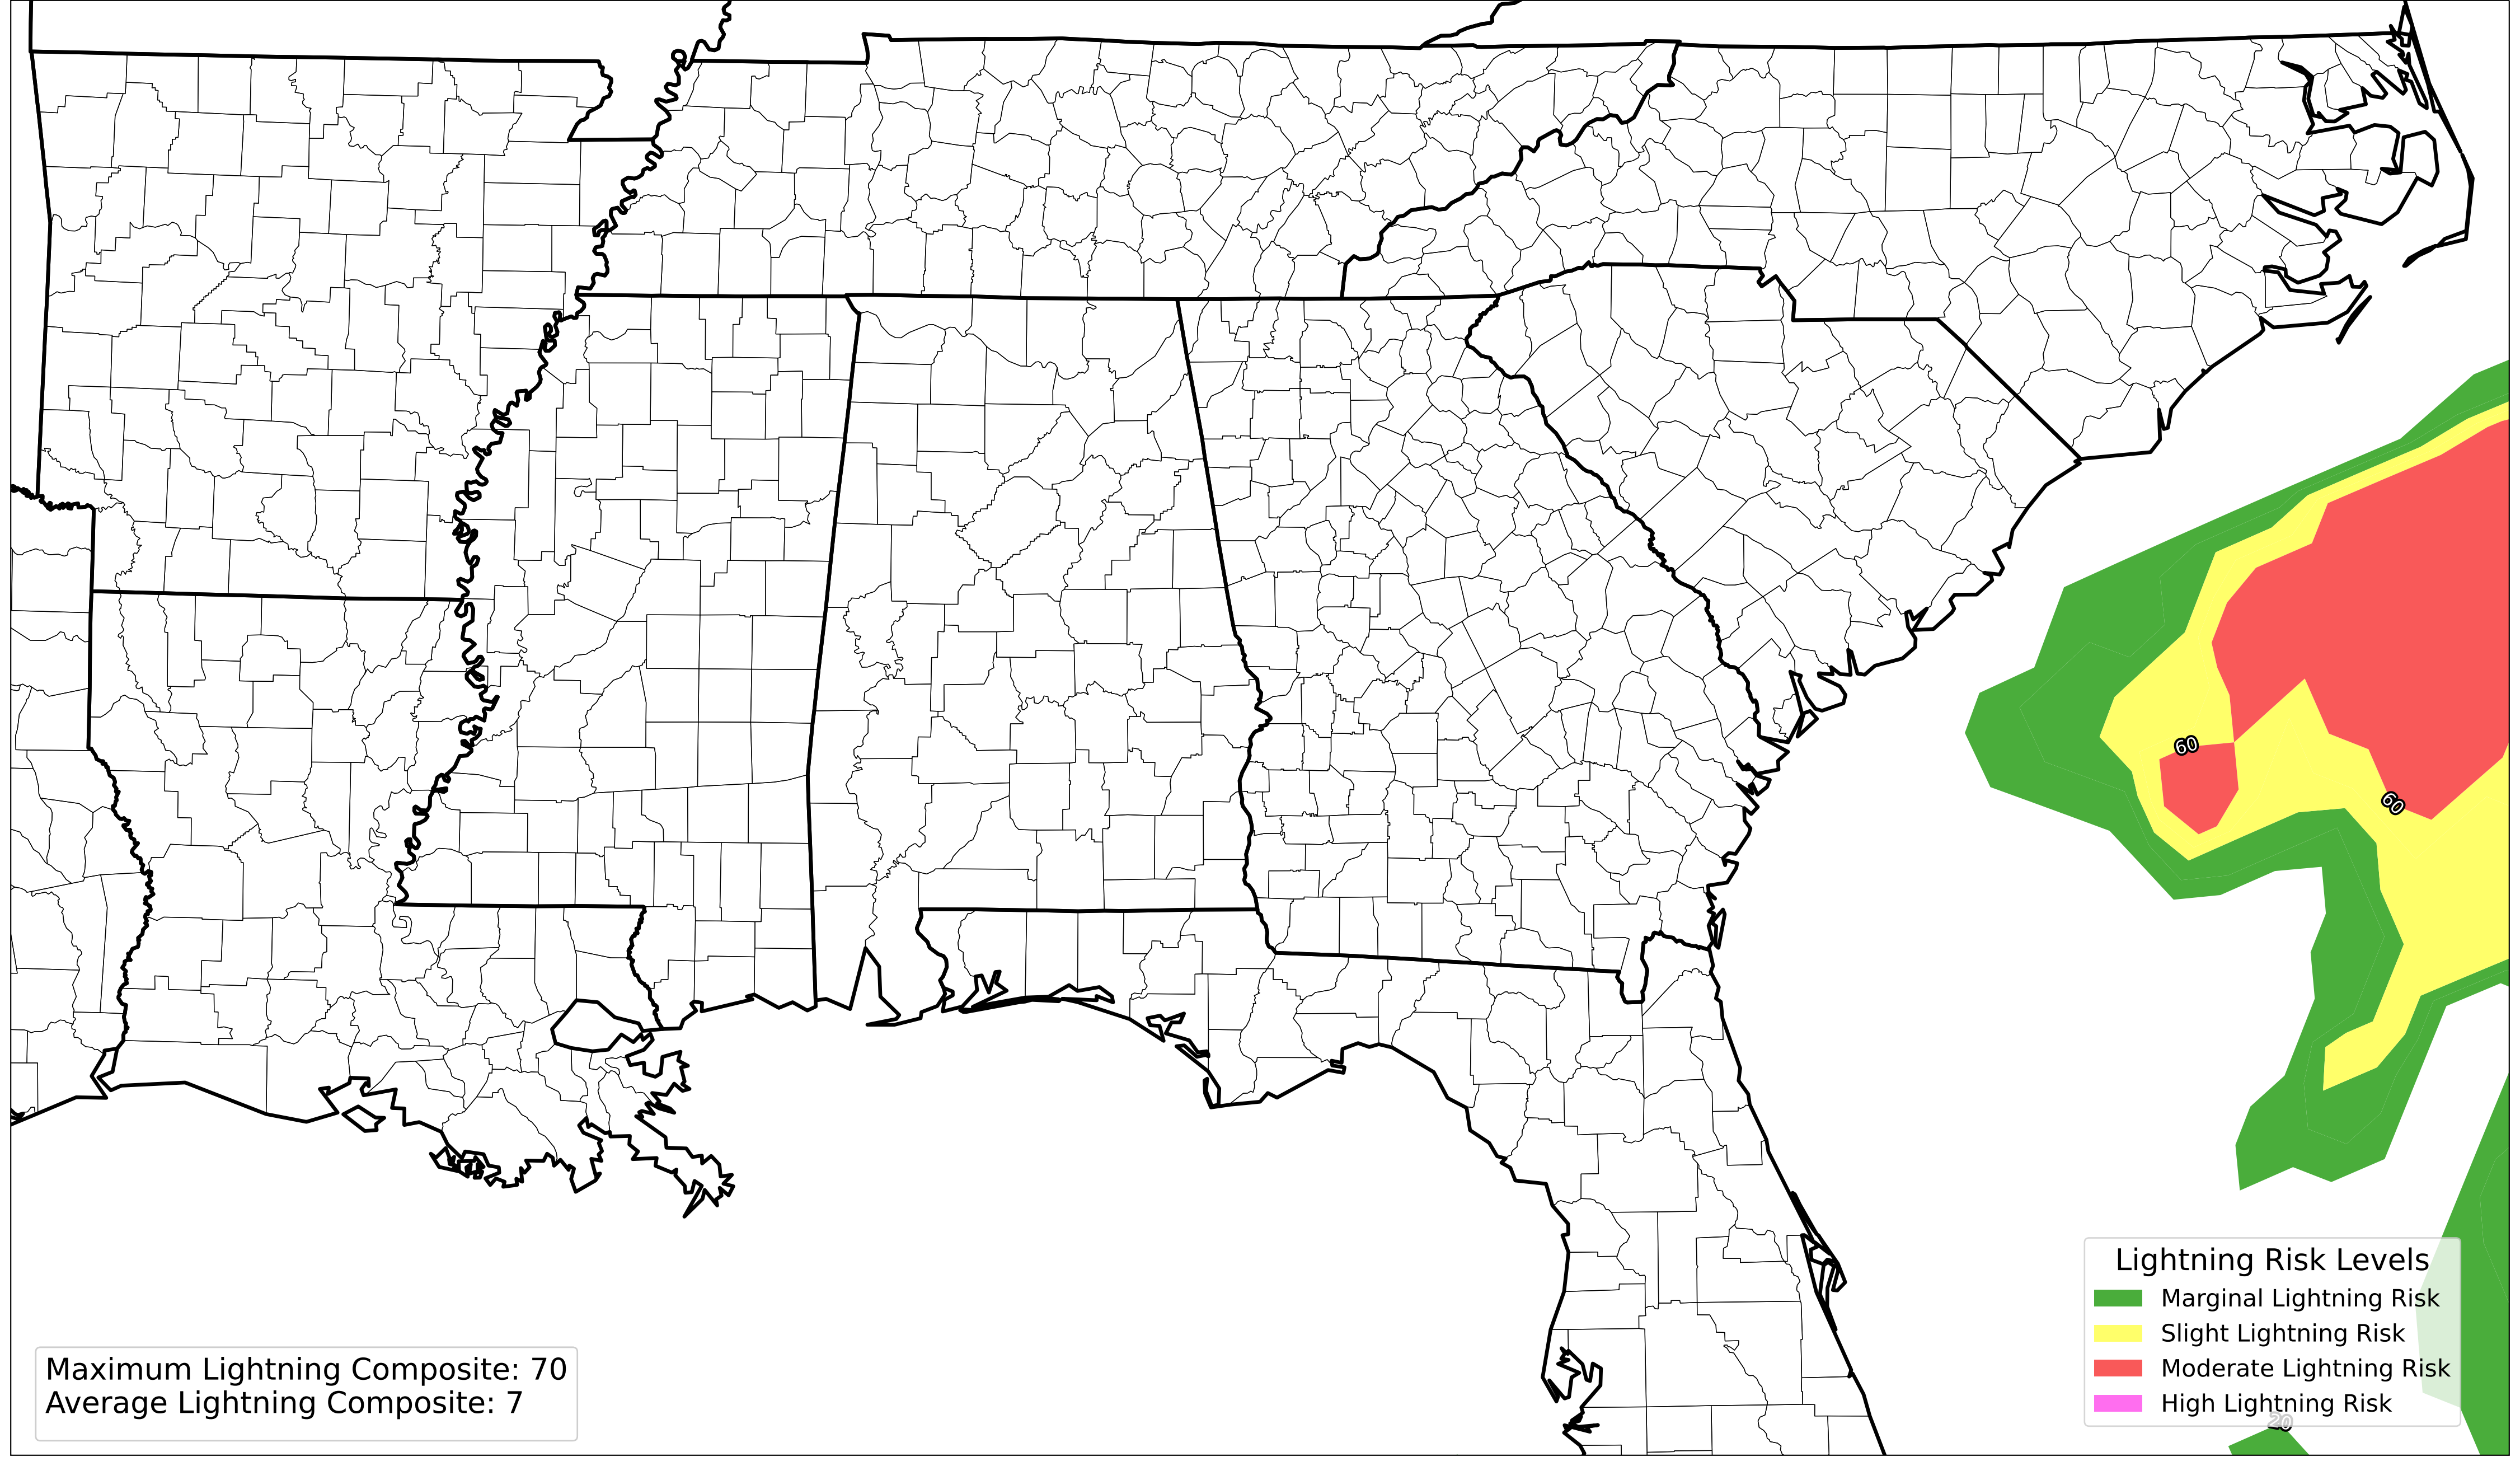 60
60
Lightning Risk Levels
Marginal Lightning Risk
Slight Lightning Risk
Moderate Lightning Risk
High Lightning Risk
20
Maximum Lightning Composite: 70
Average Lightning Composite: 7